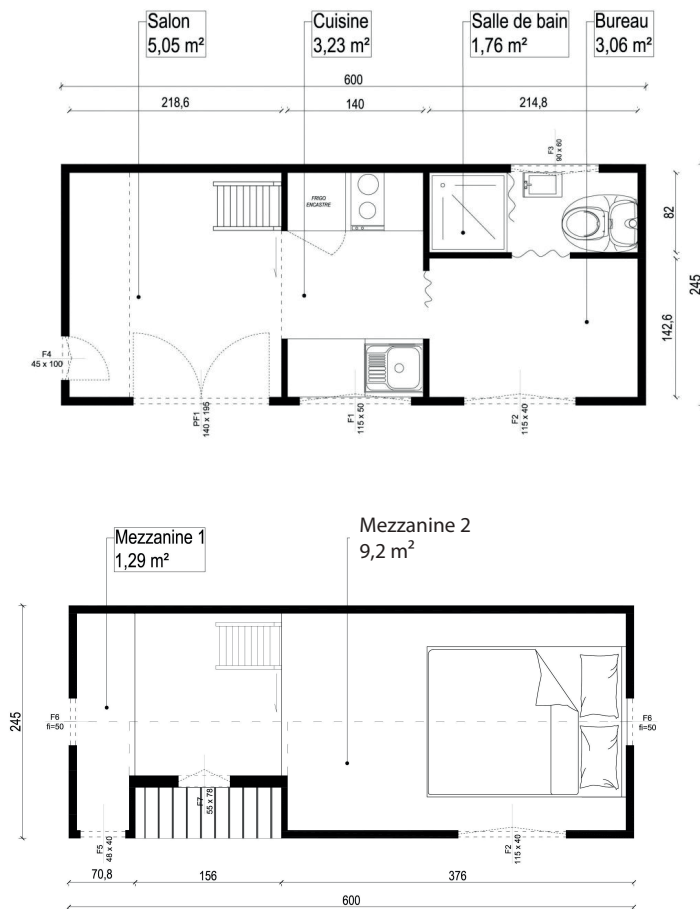 Salon
5,05 m²
Cuisine
3,23 m²
Salle de bain
1,76 m²
Bureau
3,06 m²
600
218,6
140
214,8
F3
90 x 60
FRIGO
ENCASTRE
82
245
142,6
F4
45 x 100
PF1
140 x 195
F1
115 x 50
F2
115 x 40
Mezzanine 1
1,29 m²
Mezzanine 2
9,2 m²
245
F6
fi=50
F6
fi=50
F7
55 x 78
F5
48 x 40
F2
115 x 40
70,8
156
376
600